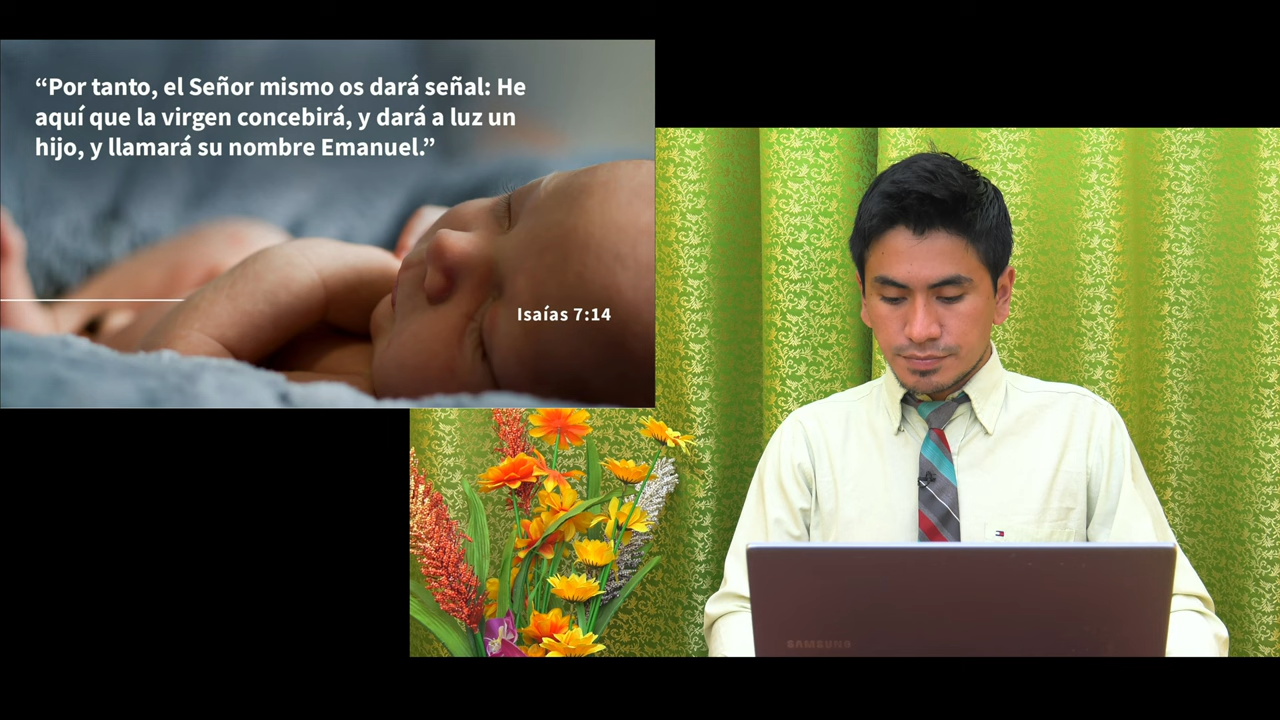 “Por tanto, el Señor mismo os dará señal: He
aquí que la virgen concebirá, y dará a luz un
hijo, y llamará su nombre Emanuel.”
Isaías 7:14
SAMSUNG